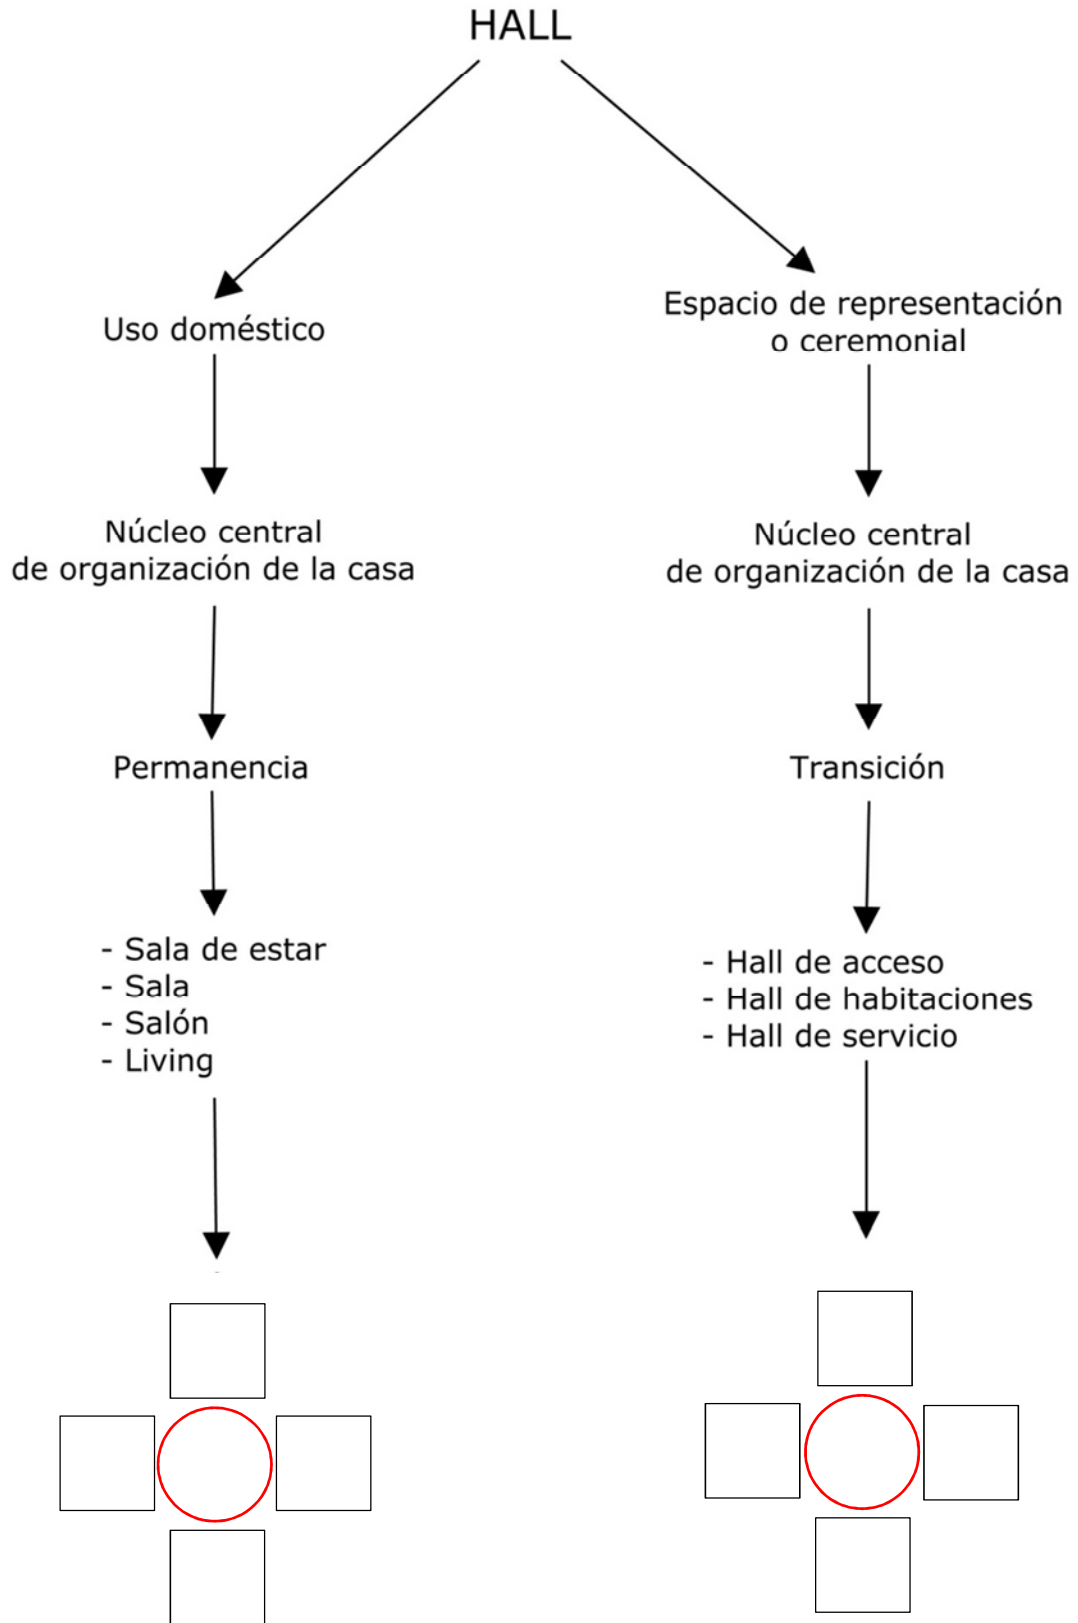 HALL
Uso doméstico
Núcleo central
de organización de la casa
Permanencia
- Sala de estar
- Sala
- Salón
- Living
Espacio de representación
o ceremonial
Núcleo central
de organización de la casa
Transición
- Hall de acceso
- Hall de habitaciones
- Hall de servicio